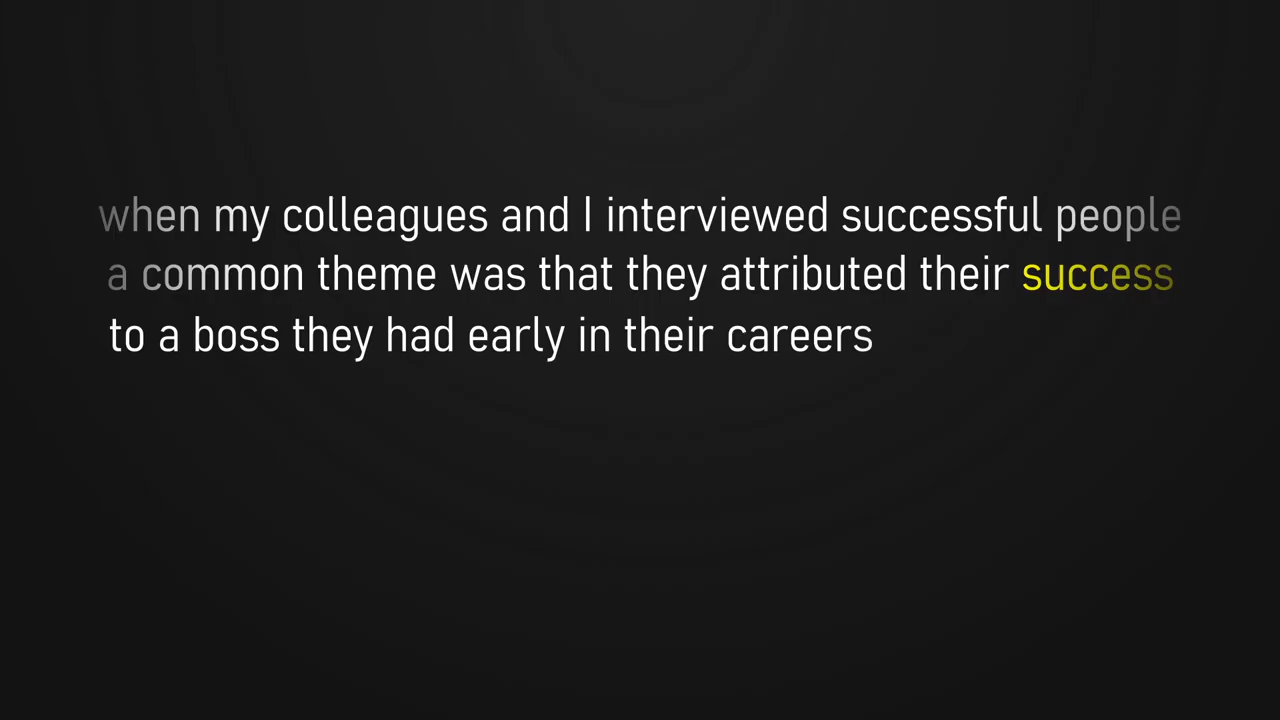 when my colleagues and I interviewed successful people
a common theme was that they attributed their success
to a boss they had early in their careers